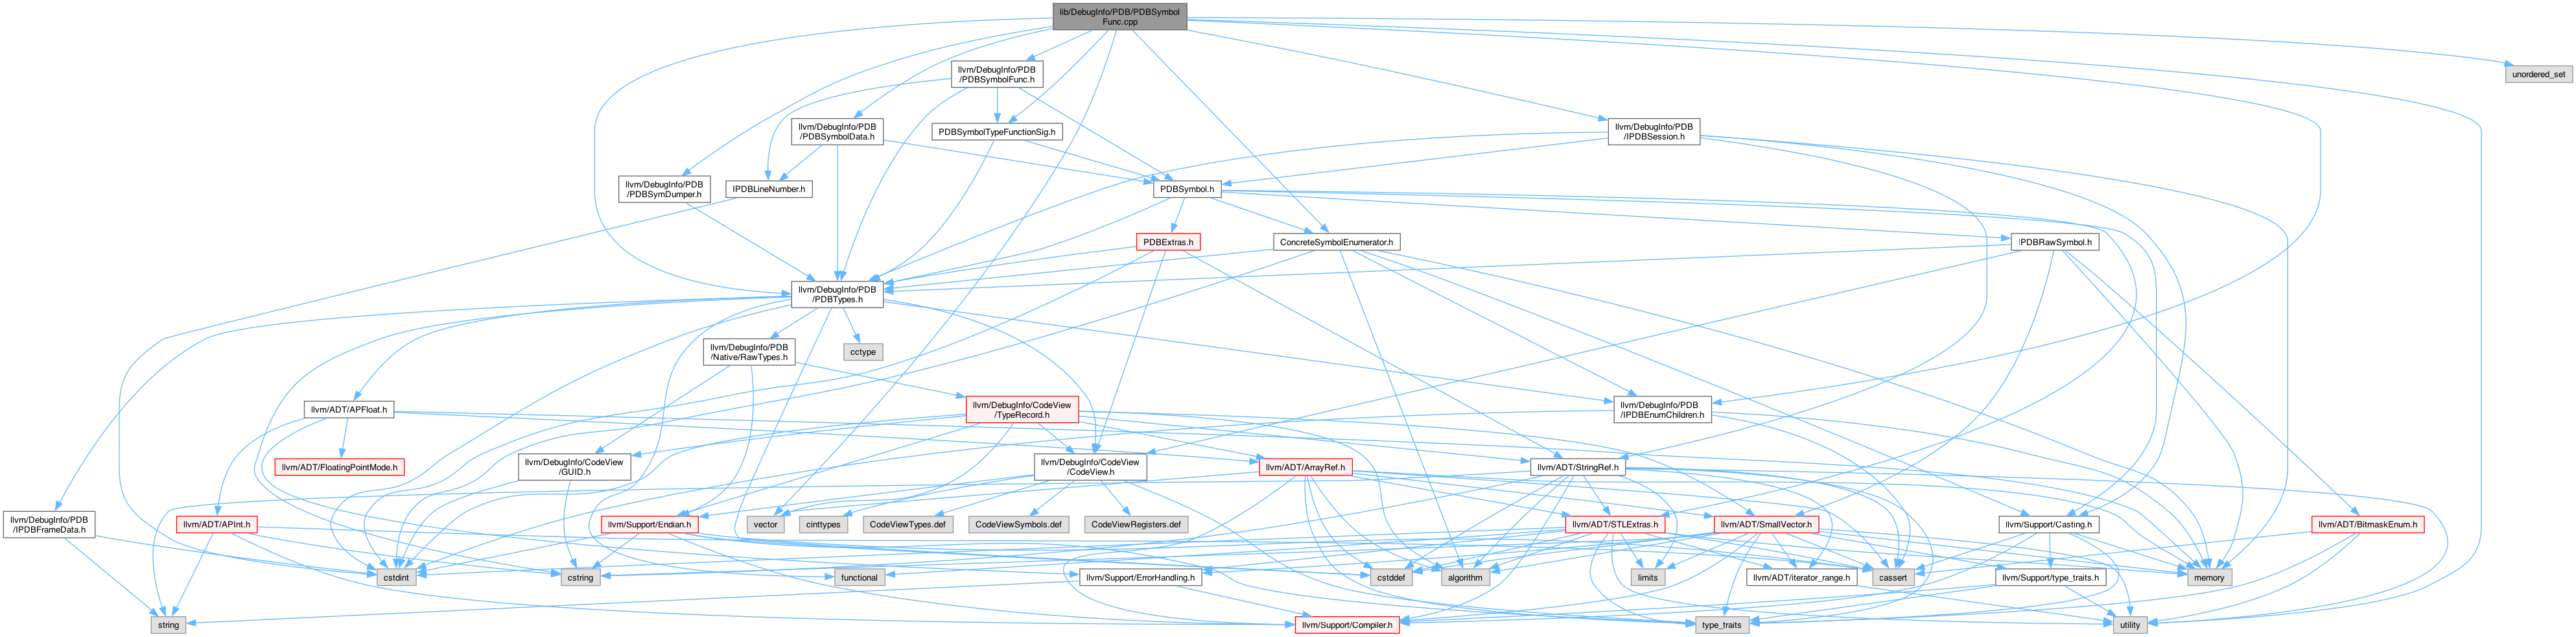 lib/DebugInfo/PDB/PDBSymbol
Func.cpp
llvm/DebugInfo/PDB
/PDBSymbolFunc.h
unordered_set
llvm/DebugInfo/PDB
/PDBSymbolData.h
PDBSymbolTypeFunctionSig.h
llvm/DebugInfo/PDB
/IPDBSession.h
llvm/DebugInfo/PDB
/PDBSymDumper.h
IPDBLineNumber.h
PDBSymbol.h
PDBExtras.h
ConcreteSymbolEnumerator.h
IPDBRawSymbol.h
llvm/DebugInfo/PDB
/PDBTypes.h
llvm/DebugInfo/PDB
/Native/RawTypes.h
cctype
llvm/ADT/APFloat.h
llvm/DebugInfo/CodeView
/TypeRecord.h
llvm/DebugInfo/PDB
/IPDBEnumChildren.h
llvm/ADT/FloatingPointMode.h
llvm/DebugInfo/CodeView
/GUID.h
llvm/DebugInfo/CodeView
/CodeView.h
llvm/ADT/ArrayRef.h
llvm/ADT/StringRef.h
llvm/DebugInfo/PDB
/IPDBFrameData.h
llvm/ADT/APInt.h
llvm/Support/Endian.h
vector
cinttypes
CodeViewTypes.def
CodeViewSymbols.def
CodeViewRegisters.def
llvm/ADT/STLExtras.h
llvm/ADT/SmallVector.h
llvm/Support/Casting.h
llvm/ADT/BitmaskEnum.h
cstdint
cstring
functional
llvm/Support/ErrorHandling.h
cstddef
algorithm
limits
llvm/ADT/iterator_range.h
cassert
llvm/Support/type_traits.h
memory
string
llvm/Support/Compiler.h
type_traits
utility